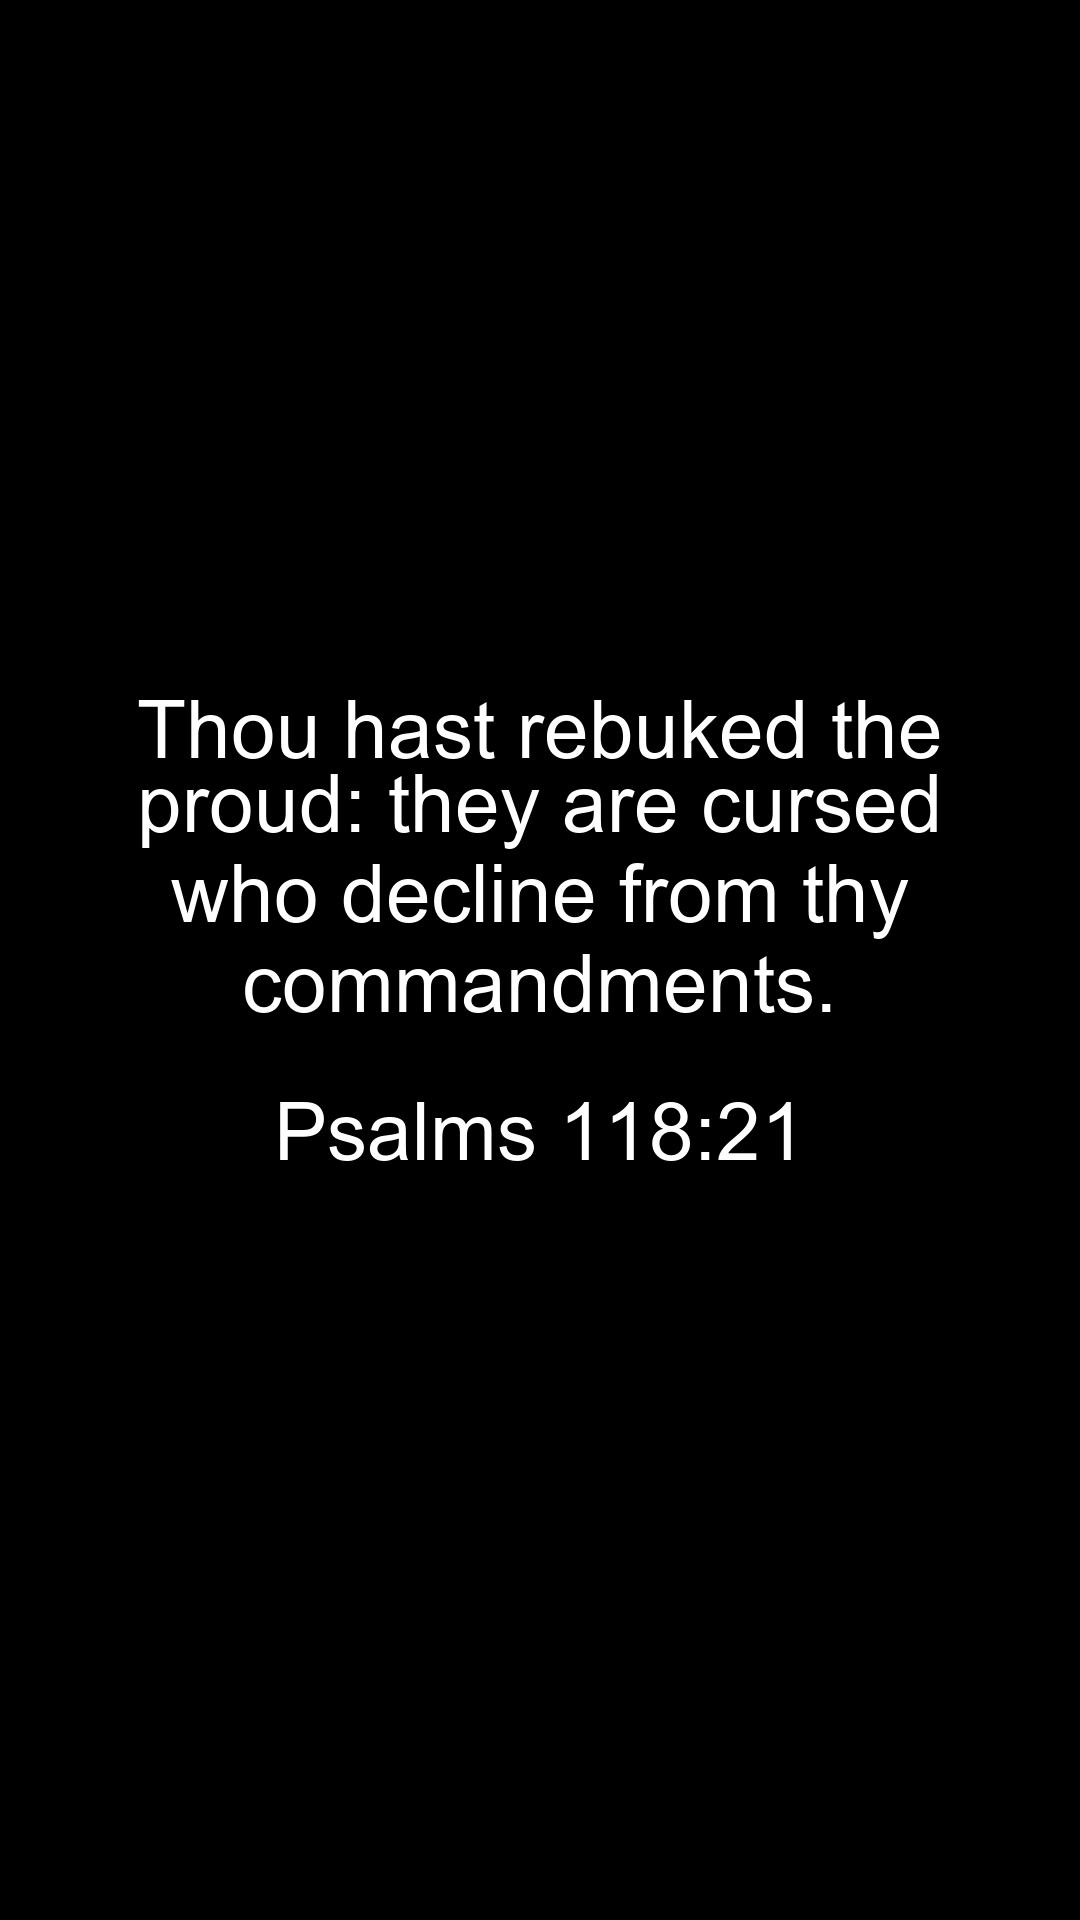 Thou hast rebuked the
proud: they are cursed
who decline from thy
commandments.
Psalms 118:21